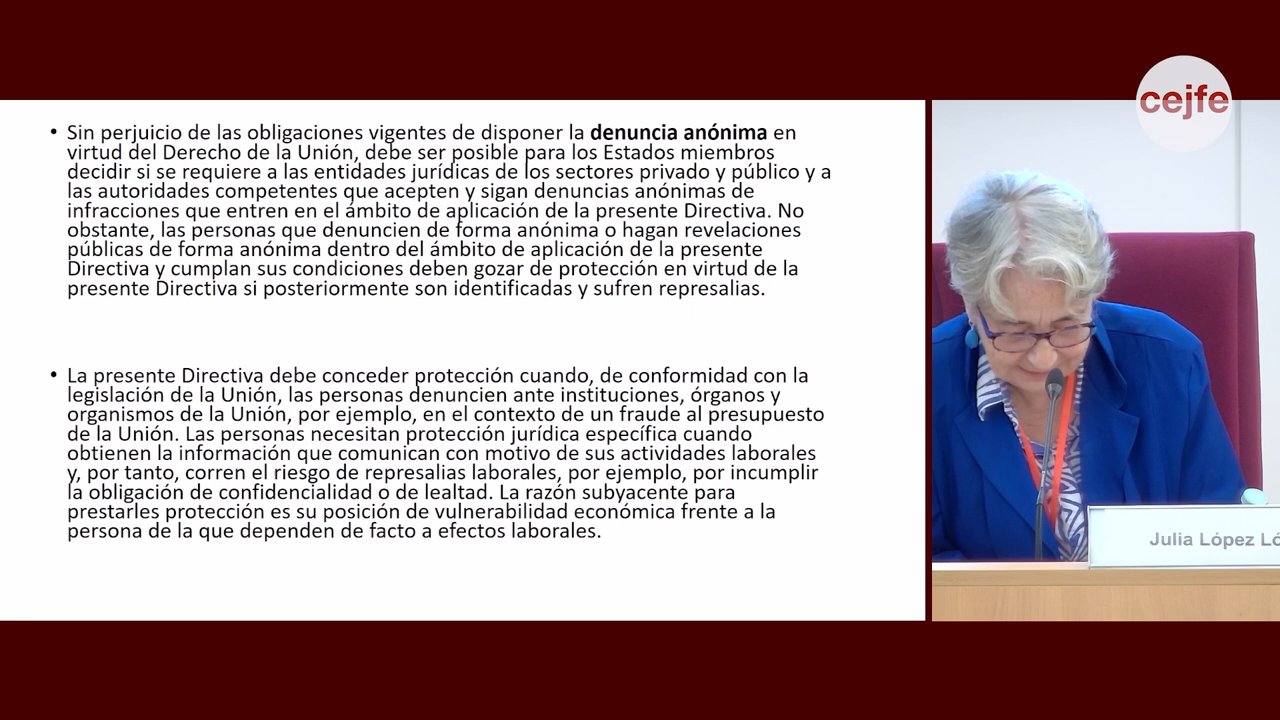 cejfe
• Sin perjuicio de las obligaciones vigentes de disponer la denuncia anónima en
virtud del Derecho de la Unión, debe ser posible para los Estados miembros
decidir si se requiere a las entidades jurídicas de los sectores privado y público y a
las autoridades competentes que acepten y sigan denuncias anónimas de
infracciones que entren en el ámbito de aplicación de la presente Directiva. No
obstante, las personas que denuncien de forma anónima o hagan revelaciones
públicas de forma anónima dentro del ámbito de aplicación de la presente
Directiva y cumplan sus condiciones deben gozar de protección en virtud de la
presente Directiva si posteriormente son identificadas y sufren represalias.
• La presente Directiva debe conceder protección cuando, de conformidad con la
legislación de la Unión, las personas denuncien ante instituciones, órganos y
organismos de la Unión, por ejemplo, en el contexto de un fraude al presupuesto
de la Unión. Las personas necesitan protección jurídica específica cuando
obtienen la información que comunican con motivo de sus actividades laborales
y, por tanto, corren el riesgo de represalias laborales, por ejemplo, por incumplir
la obligación de confidencialidad o de lealtad. La razón subyacente para
prestarles protección es su posición de vulnerabilidad económica frente a la
persona de la que dependen de facto a efectos laborales.
Julia López Ló